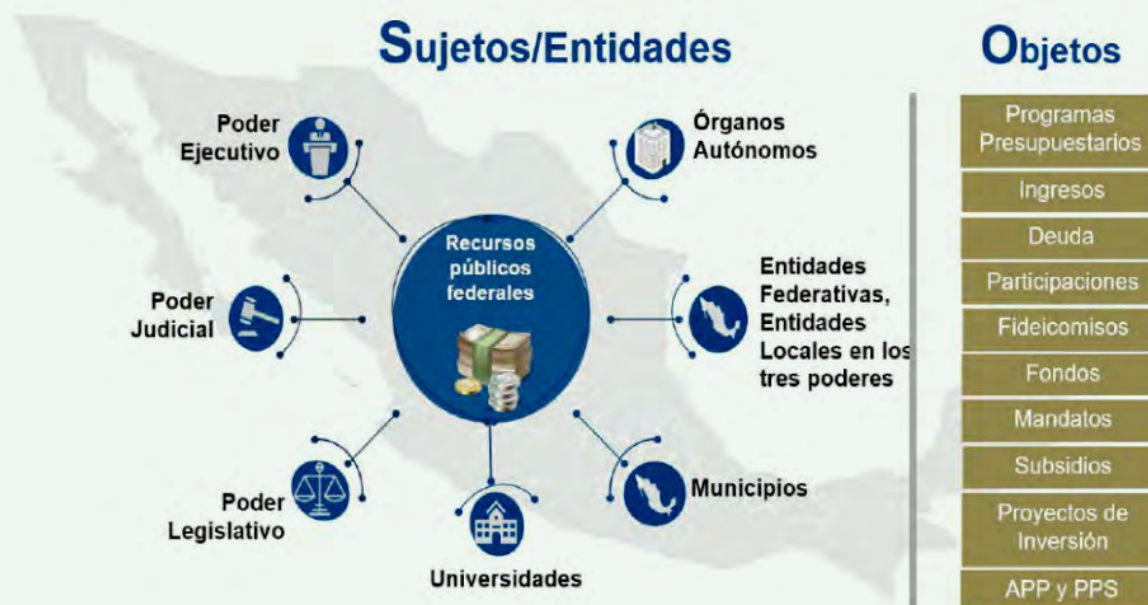 Sujetos/Entidades
Poder
Ejecutivo
Órganos
Autónomos
Recursos
públicos
federales
Poder
Judicial
Entidades
Federativas,
Entidades
Locales en los
tres poderes
Poder
Legislativo
Universidades
Municipios
Objetos
Programas
Presupuestarios
Ingresos
Deuda
Participaciones
Fideicomisos
Fondos
Mandatos
Subsidios
Proyectos de
Inversión
APP y PPS